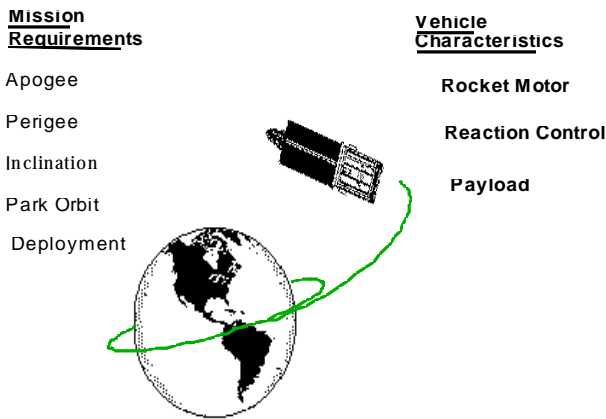 Mission
Requirements
Apogee
Perigee
Inclination
Park Orbit
Deployment
Vehicle
Characteristics
Rocket Motor
Reaction Control
Payload